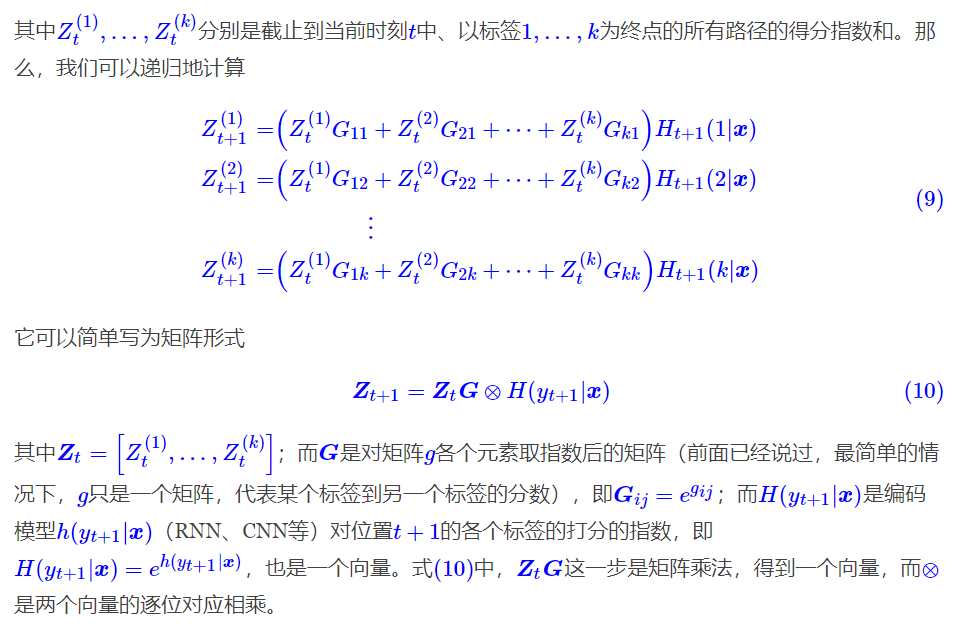 其中$Z_t^{(1)}, \ldots, Z_t^{(k)}$分别是截止到当前时刻$t$中、以标签$1, \ldots, k$为终点的所有路径的得分指数和。那
么，我们可以递归地计算
$Z_{t+1}^{(1)} = \left(Z_t^{(1)} G_{11} + Z_t^{(2)} G_{21} + \cdots + Z_t^{(k)} G_{k1}\right) H_{t+1}(1|\boldsymbol{x})$
$Z_{t+1}^{(2)} = \left(Z_t^{(1)} G_{12} + Z_t^{(2)} G_{22} + \cdots + Z_t^{(k)} G_{k2}\right) H_{t+1}(2|\boldsymbol{x})$
(9)
$\vdots$
$Z_{t+1}^{(k)} = \left(Z_t^{(1)} G_{1k} + Z_t^{(2)} G_{2k} + \cdots + Z_t^{(k)} G_{kk}\right) H_{t+1}(k|\boldsymbol{x})$
它可以简单写为矩阵形式
$\boldsymbol{Z}_{t+1} = \boldsymbol{Z}_t \boldsymbol{G} \otimes H(y_{t+1}|\boldsymbol{x})$ (10)
其中$\boldsymbol{Z}_t = \left[Z_t^{(1)}, \ldots, Z_t^{(k)}\right]$；而$\boldsymbol{G}$是对矩阵$g$各个元素取指数后的矩阵（前面已经说过，最简单的情
况下，$g$只是一个矩阵，代表某个标签到另一个标签的分数），即$\boldsymbol{G}_{ij} = e^{g_{ij}}$；而$H(y_{t+1}|\boldsymbol{x})$是编码
模型$h(y_{t+1}|\boldsymbol{x})$（RNN、CNN等）对位置$t+1$的各个标签的打分的指数，即
$H(y_{t+1}|\boldsymbol{x}) = e^{h(y_{t+1}|\boldsymbol{x})}$，也是一个向量。式(10)中，$\boldsymbol{Z}_t \boldsymbol{G}$这一步是矩阵乘法，得到一个向量，而$\otimes$
是两个向量的逐位对应相乘。